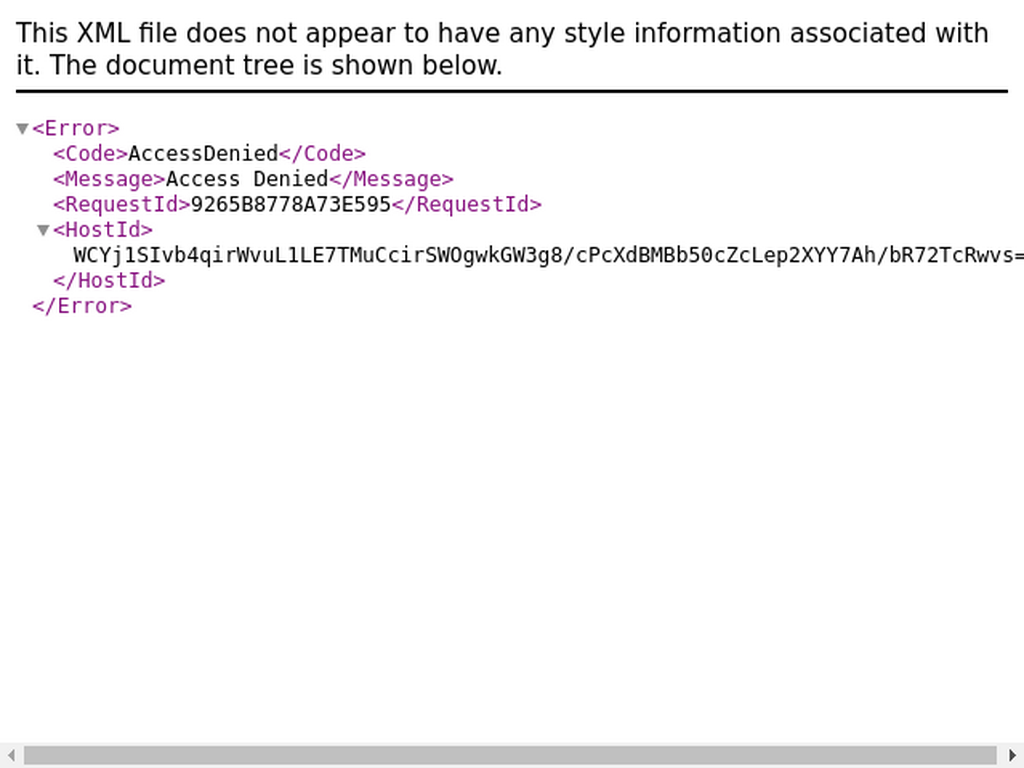 This XML file does not appear to have any style information associated with
it. The document tree is shown below.
<Error>
<Code>AccessDenied</Code>
<Message>Access Denied</Message>
<RequestId>9265B8778A73E595</RequestId>
<HostId>
WCYj1SIvb4qirWvuL1LE7TMuCcirSWOgwkGW3g8/cPcXdBMBb50cZcLep2XYY7Ah/bR72TcRwvs=
</HostId>
</Error>